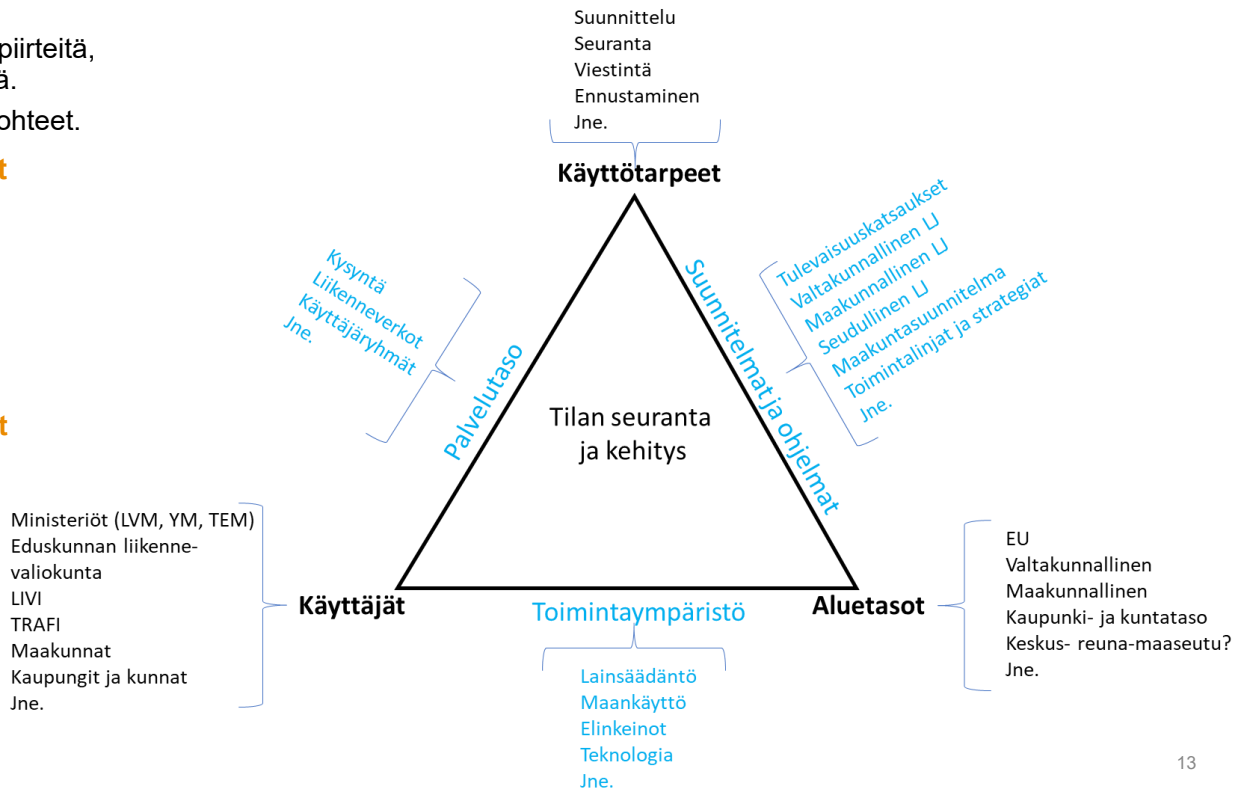 piirteitä,
ä.
ohteet.
t
t
Suunnittelu
Seuranta
Viestintä
Ennustaminen
Jne.
Käyttötarpeet
Kysyntä
Liikenneverkot
Käyttäjäryhmät
Jne.
Palvelutaso
Suunnitelmat ja ohjelmat
Tulevaisuuskatsaukset
Valtakunnallinen LJ
Maakunnallinen LJ
Seudullinen LJ
Maakuntasuunnitelma
Toimintalinjat ja strategiat
Jne.
Tilan seuranta
ja kehitys
Ministeriöt (LVM, YM, TEM)
Eduskunnan liikenne-
valiokunta
LIVI
TRAFI
Maakunnat
Kaupungit ja kunnat
Jne.
Käyttäjät
Toimintaympäristö
Lainsäädäntö
Maankäyttö
Elinkeinot
Teknologia
Jne.
Aluetasot
EU
Valtakunnallinen
Maakunnallinen
Kaupunki- ja kuntataso
Keskus- reuna-maaseutu?
Jne.
13